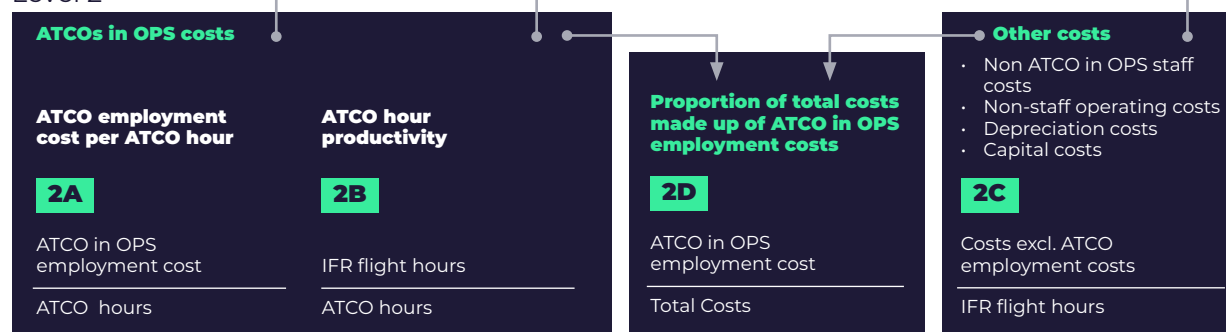 Level 2
ATCOs in OPS costs
ATCO employment
cost per ATCO hour
2A
ATCO in OPS
employment cost
ATCO hours
ATCO hour
productivity
2B
IFR flight hours
ATCO hours
Proportion of total costs
made up of ATCO in OPS
employment costs
2D
ATCO in OPS
employment cost
Total Costs
Other costs
• Non ATCO in OPS staff
costs
• Non-staff operating costs
• Depreciation costs
• Capital costs
2C
Costs excl. ATCO
employment costs
IFR flight hours